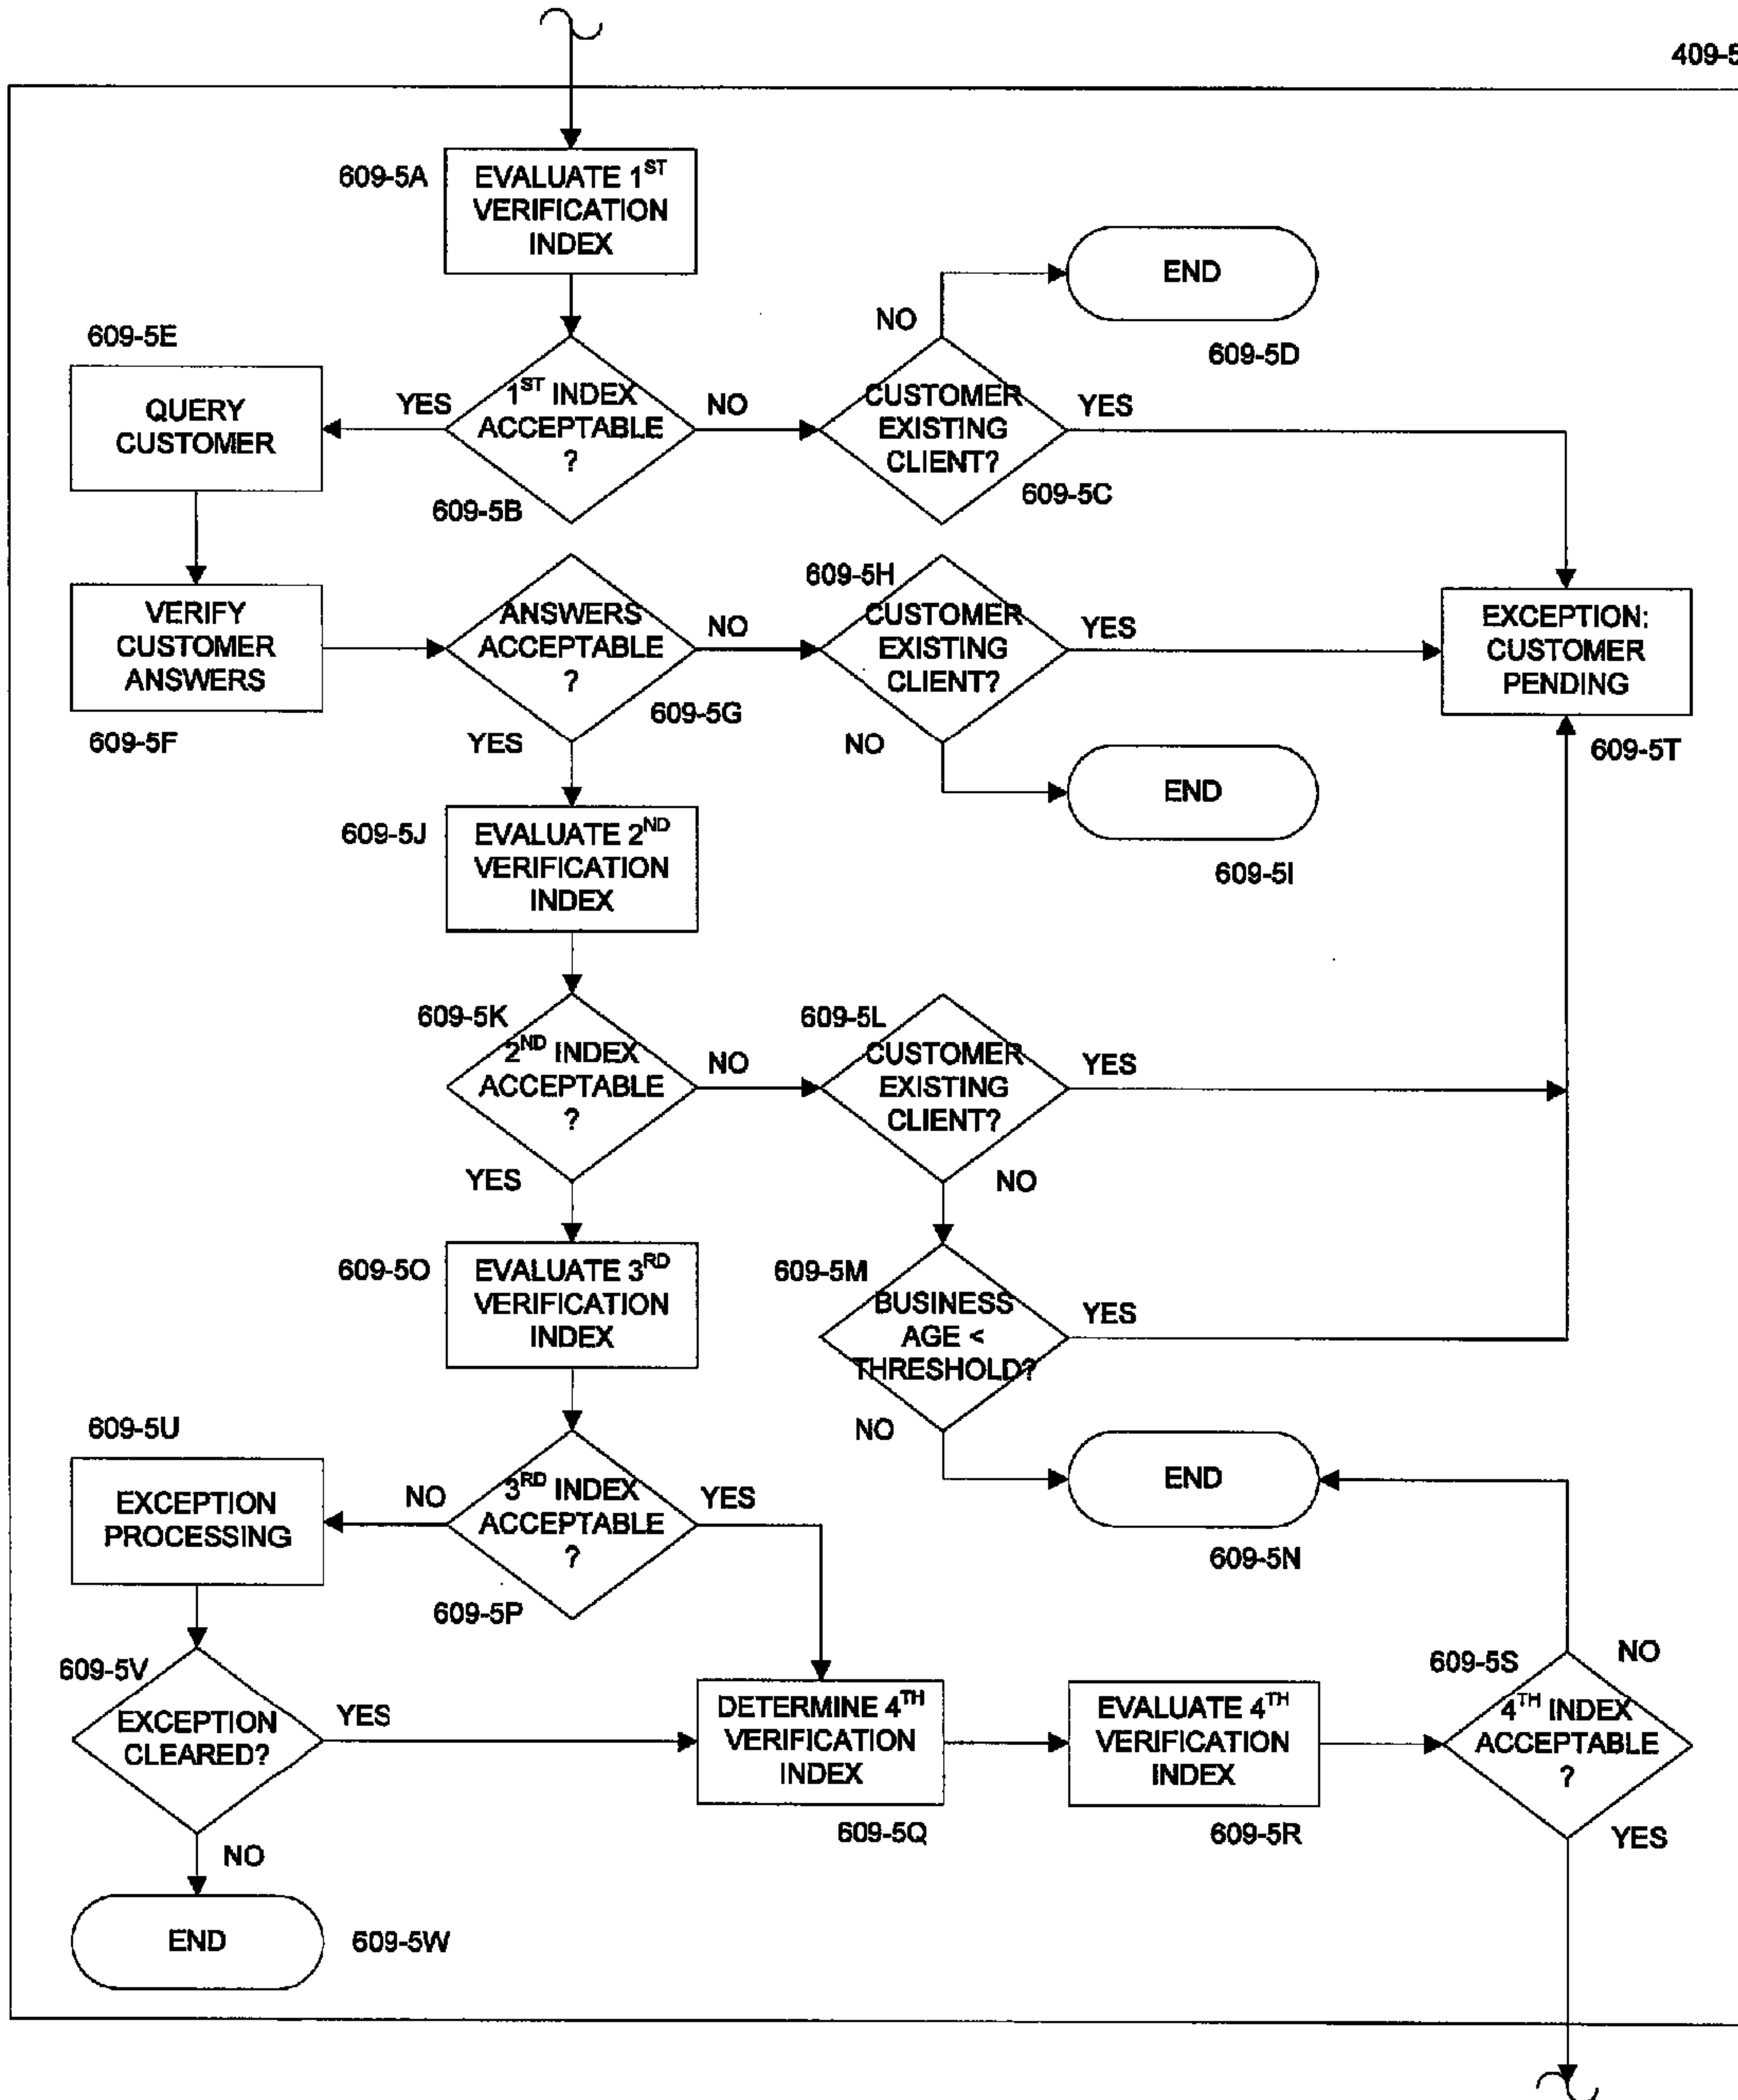 409-5
609-5A
EVALUATE 1ST
VERIFICATION
INDEX
END
609-5D
NO
609-5E
QUERY
CUSTOMER
YES
1ST INDEX
ACCEPTABLE
?
609-5B
NO
CUSTOMER
EXISTING
CLIENT?
609-5C
YES
VERIFY
CUSTOMER
ANSWERS
609-5F
ANSWERS
ACCEPTABLE
?
609-5G
YES
NO
609-5H
CUSTOMER
EXISTING
CLIENT?
YES
NO
EXCEPTION:
CUSTOMER
PENDING
609-5T
END
609-5I
609-5J
EVALUATE 2ND
VERIFICATION
INDEX
609-5K
2ND INDEX
ACCEPTABLE
?
NO
YES
609-5L
CUSTOMER
EXISTING
CLIENT?
YES
NO
609-5O
EVALUATE 3RD
VERIFICATION
INDEX
609-5M
BUSINESS
AGE <
THRESHOLD?
YES
NO
END
609-5N
609-5U
EXCEPTION
PROCESSING
NO
3RD INDEX
ACCEPTABLE
?
609-5P
YES
609-5V
EXCEPTION
CLEARED?
YES
NO
DETERMINE 4TH
VERIFICATION
INDEX
609-5Q
EVALUATE 4TH
VERIFICATION
INDEX
609-5R
609-5S
4TH INDEX
ACCEPTABLE
?
NO
YES
END
609-5W